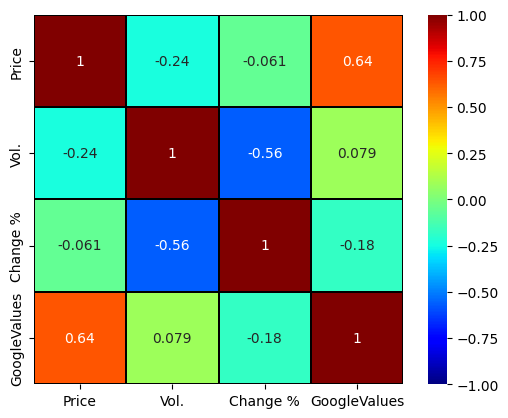 Price 1 -0.24 -0.061 0.64
Vol. -0.24 1 -0.56 0.079
Change % -0.061 -0.56 1 -0.18
GoogleValues 0.64 0.079 -0.18 1
Price Vol. Change % GoogleValues
1.00
0.75
0.50
0.25
0.00
−0.25
−0.50
−0.75
−1.00